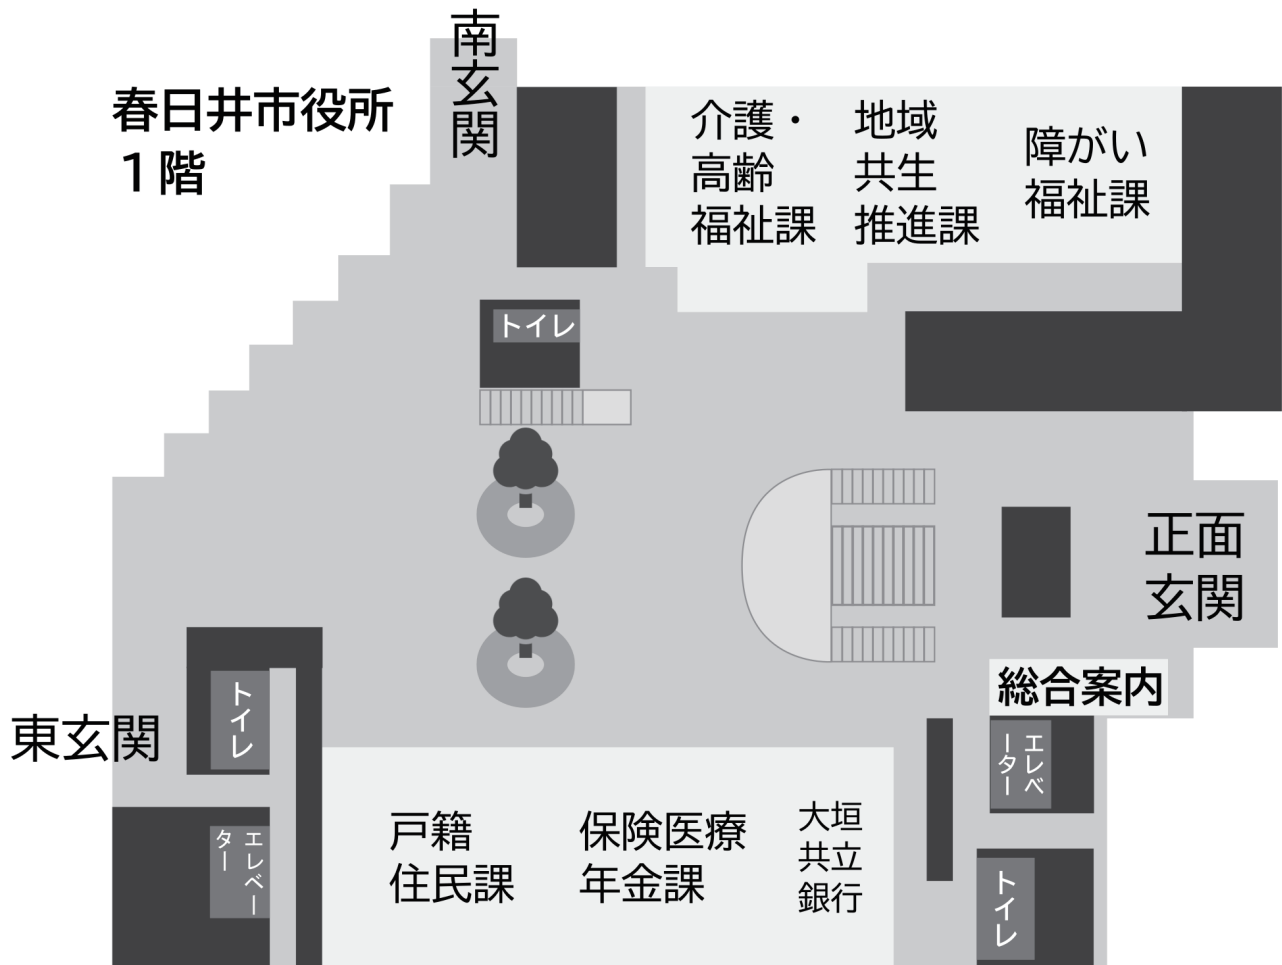 春日井市役所
1階
南玄関
介護・
高齢
福祉課
地域
共生
推進課
障がい
福祉課
トイレ
正面
玄関
総合案内
東玄関
トイレ
エレベー
ター
戸籍
住民課
保険医療
年金課
大垣
共立
銀行
エレベ
ーター
トイレ